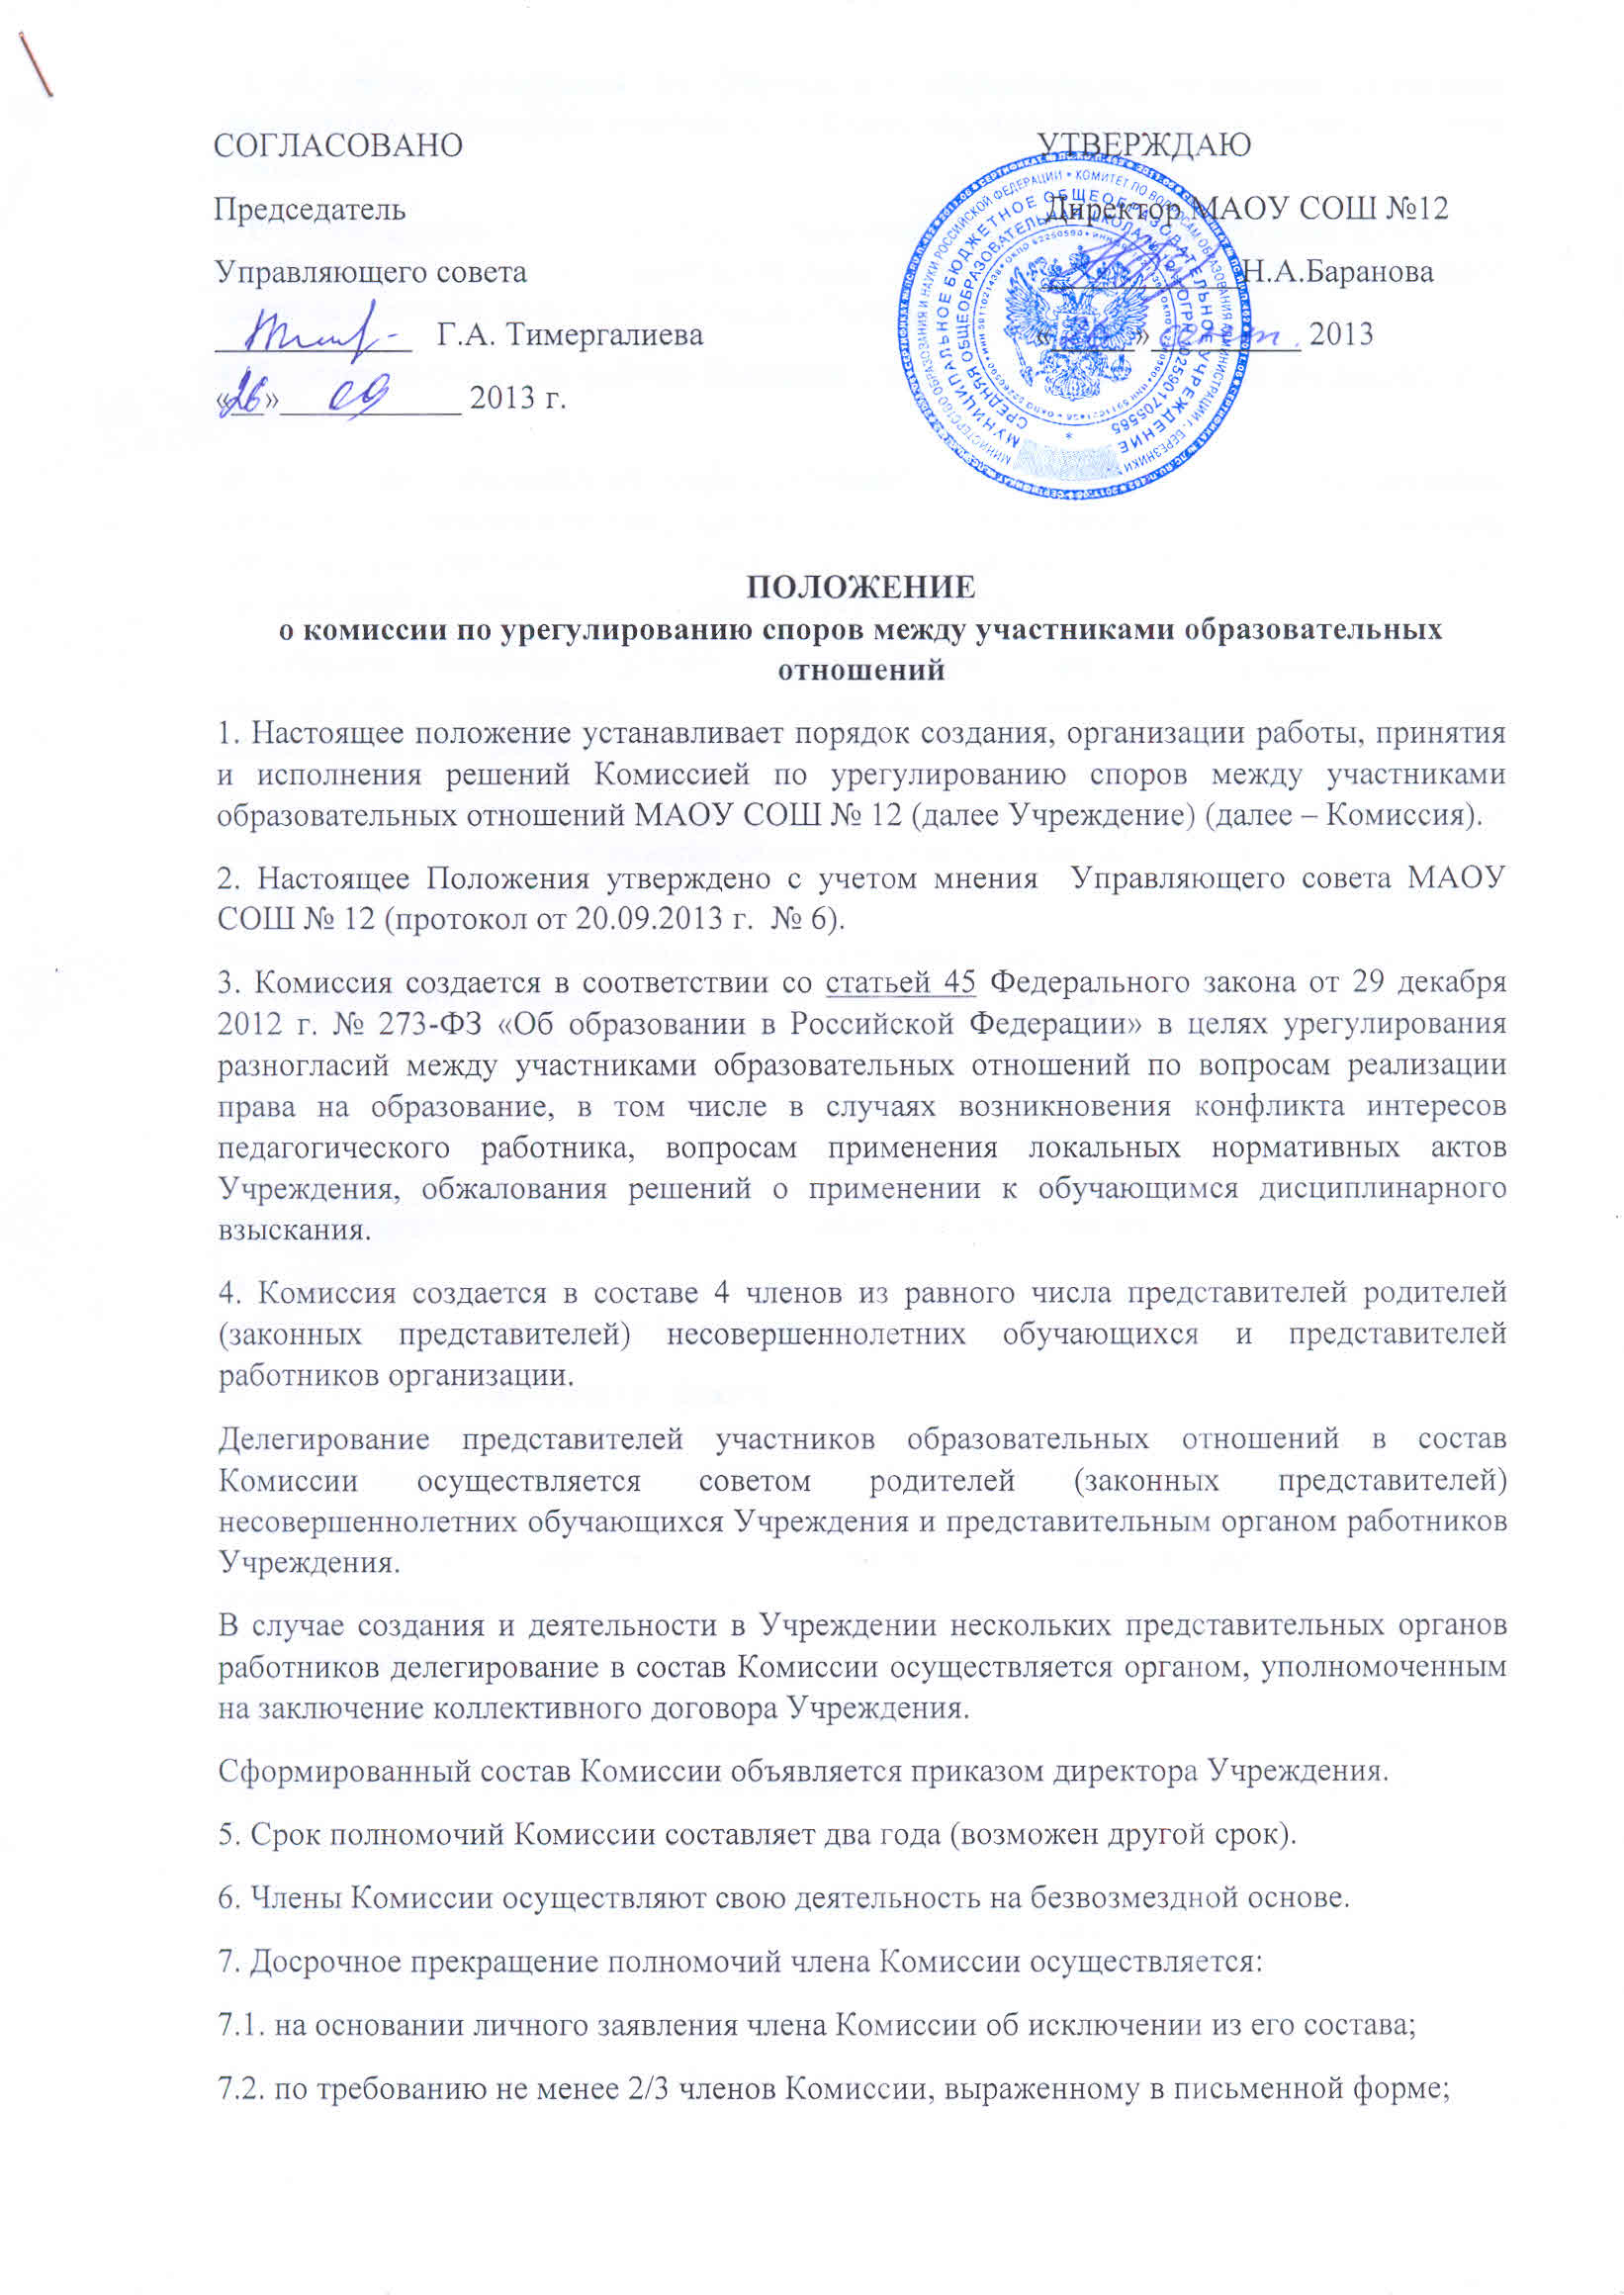 СОГЛАСОВАНО
Председатель
Управляющего совета
Г.А. Тимергалиева
«26» 09 2013 г.
УТВЕРЖДАЮ
Директор МАОУ СОШ №12
Н.А.Баранова
« » 2013
МУНИЦИПАЛЬНОЕ БЮДЖЕТНОЕ ОБЩЕОБРАЗОВАТЕЛЬНОЕ УЧРЕЖДЕНИЕ
СРЕДНЯЯ ОБЩЕОБРАЗОВАТЕЛЬНАЯ ШКОЛА
ПОЛОЖЕНИЕ
о комиссии по урегулированию споров между участниками образовательных
отношений
1. Настоящее положение устанавливает порядок создания, организации работы, принятия
и исполнения решений Комиссией по урегулированию споров между участниками
образовательных отношений МАОУ СОШ № 12 (далее Учреждение) (далее – Комиссия).
2. Настоящее Положения утверждено с учетом мнения Управляющего совета МАОУ
СОШ № 12 (протокол от 20.09.2013 г. № 6).
3. Комиссия создается в соответствии со статьей 45 Федерального закона от 29 декабря
2012 г. № 273-ФЗ «Об образовании в Российской Федерации» в целях урегулирования
разногласий между участниками образовательных отношений по вопросам реализации
права на образование, в том числе в случаях возникновения конфликта интересов
педагогического работника, вопросам применения локальных нормативных актов
Учреждения, обжалования решений о применении к обучающимся дисциплинарного
взыскания.
4. Комиссия создается в составе 4 членов из равного числа представителей родителей
(законных представителей) несовершеннолетних обучающихся и представителей
работников организации.
Делегирование представителей участников образовательных отношений в состав
Комиссии осуществляется советом родителей (законных представителей)
несовершеннолетних обучающихся Учреждения и представительным органом работников
Учреждения.
В случае создания и деятельности в Учреждении нескольких представительных органов
работников делегирование в состав Комиссии осуществляется органом, уполномоченным
на заключение коллективного договора Учреждения.
Сформированный состав Комиссии объявляется приказом директора Учреждения.
5. Срок полномочий Комиссии составляет два года (возможен другой срок).
6. Члены Комиссии осуществляют свою деятельность на безвозмездной основе.
7. Досрочное прекращение полномочий члена Комиссии осуществляется:
7.1. на основании личного заявления члена Комиссии об исключении из его состава;
7.2. по требованию не менее 2/3 членов Комиссии, выраженному в письменной форме;